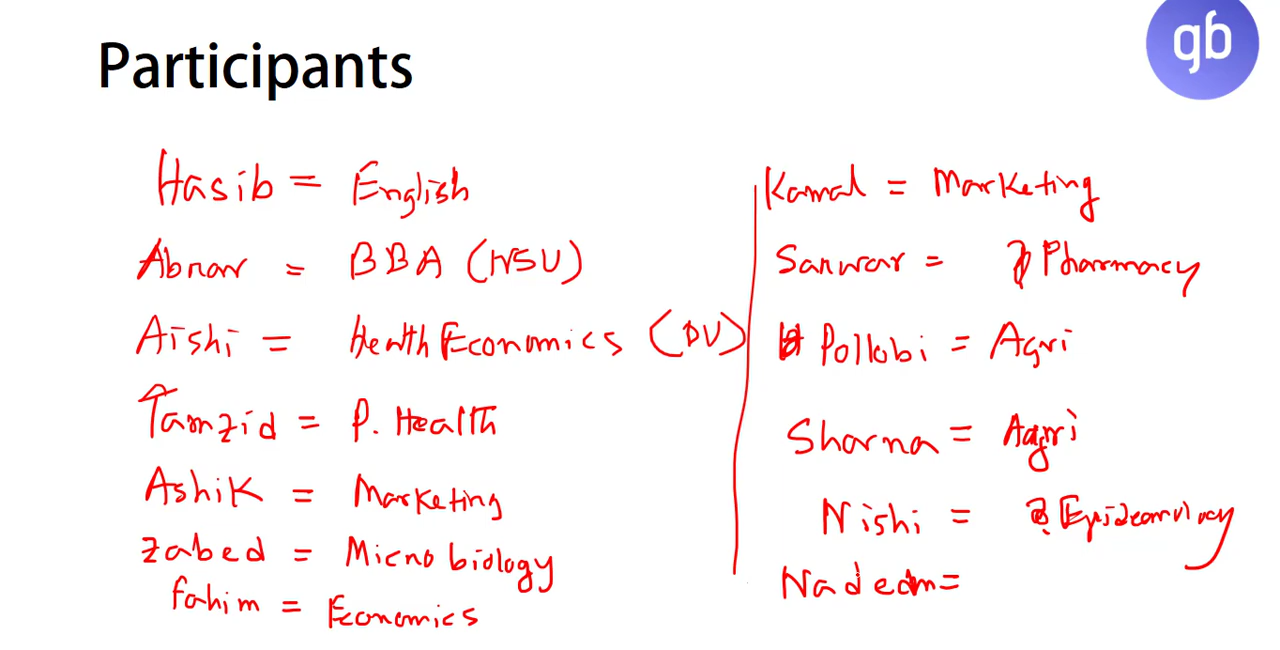 gb
Participants
Hasib = English
Abrar = BBA (NSU)
Aishi = Health Economics (DU)
Tamzid = P. Health
Ashik = Marketing
Zabed = Microbiology
fahim = Economics
Kamal = Marketing
Sarwar = Pharmacy
Pollobi = Agri
Sharna = Agri
Nishi =
Nadeem =